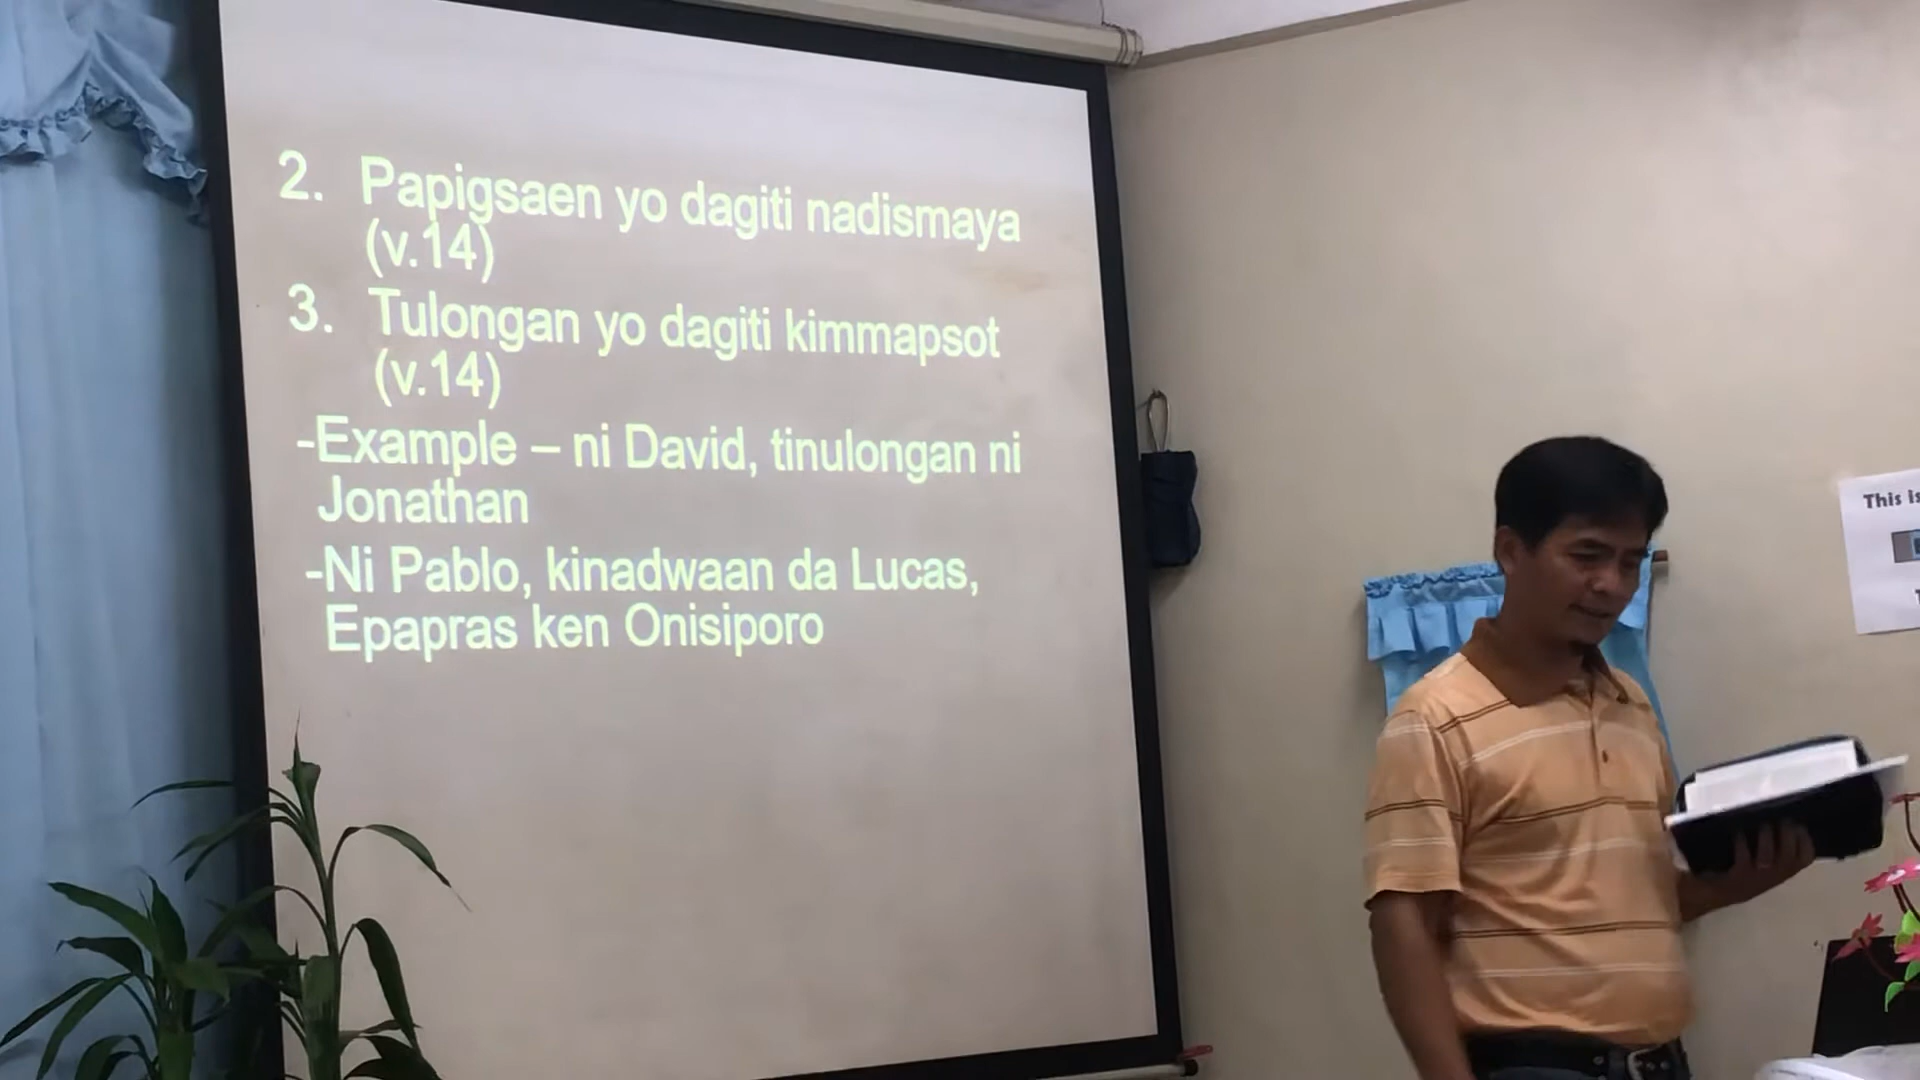 2. Papigsaen yo dagiti nadismaya
(v.14)
3. Tulongan yo dagiti kimmapsot
(v.14)
-Example – ni David, tinulongan ni
Jonathan
-Ni Pablo, kinadwaan da Lucas,
Epapras ken Onisiporo
This is